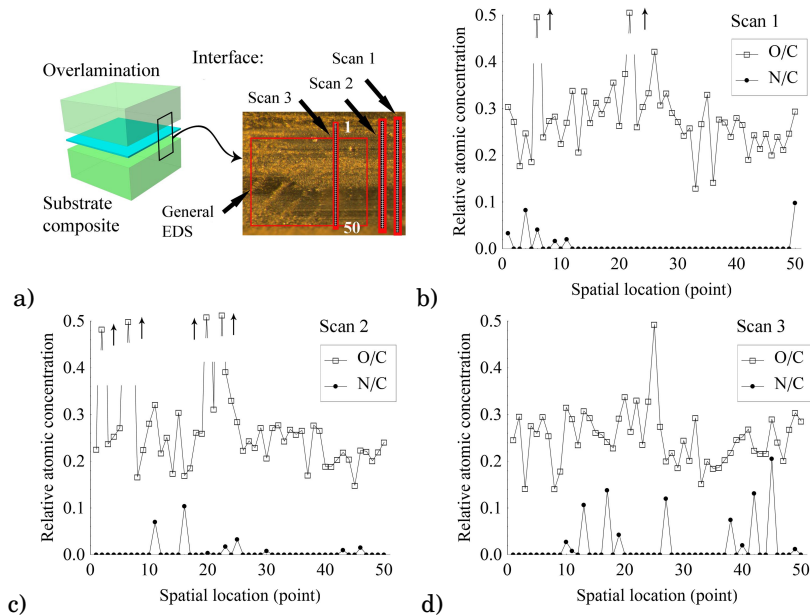 Overlamination
Interface:
Scan 1
Scan 2
Scan 3
1
Substrate
composite
General
EDS
50
a)
Relative atomic concentration
0.5
0.4
0.3
0.2
0.1
0.0
Scan 1
O/C
N/C
0 10 20 30 40 50
Spatial location (point)
b)
Relative atomic concentration
0.5
0.4
0.3
0.2
0.1
0.0
Scan 2
O/C
N/C
0 10 20 30 40 50
Spatial location (point)
c)
Relative atomic concentration
0.5
0.4
0.3
0.2
0.1
0.0
Scan 3
O/C
N/C
0 10 20 30 40 50
Spatial location (point)
d)